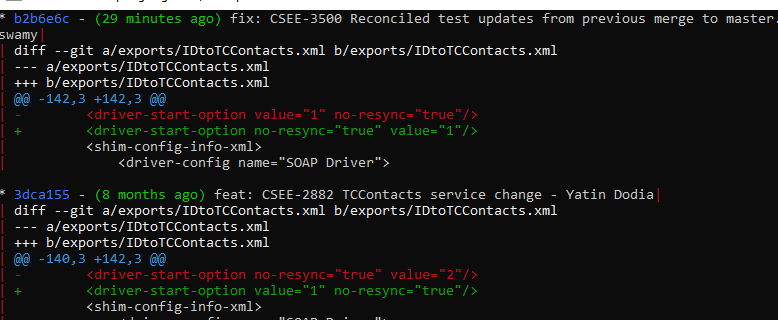 * b2b6e6c - (29 minutes ago) fix: CSEE-3500 Reconciled test updates from previous merge to master.
swamy|
| diff --git a/exports/IDtoTCContacts.xml b/exports/IDtoTCContacts.xml
| --- a/exports/IDtoTCContacts.xml
| +++ b/exports/IDtoTCContacts.xml
| @@ -142,3 +142,3 @@
| -        <driver-start-option value="1" no-resync="true"/>
| +        <driver-start-option no-resync="true" value="1"/>
|          <shim-config-info-xml>
|              <driver-config name="SOAP Driver">
|
* 3dca155 - (8 months ago) feat: CSEE-2882 TCContacts service change - Yatin Dodia|
| diff --git a/exports/IDtoTCContacts.xml b/exports/IDtoTCContacts.xml
| --- a/exports/IDtoTCContacts.xml
| +++ b/exports/IDtoTCContacts.xml
| @@ -140,3 +142,3 @@
| -        <driver-start-option no-resync="true" value="2"/>
| +        <driver-start-option value="1" no-resync="true"/>
|          <shim-config-info-xml>